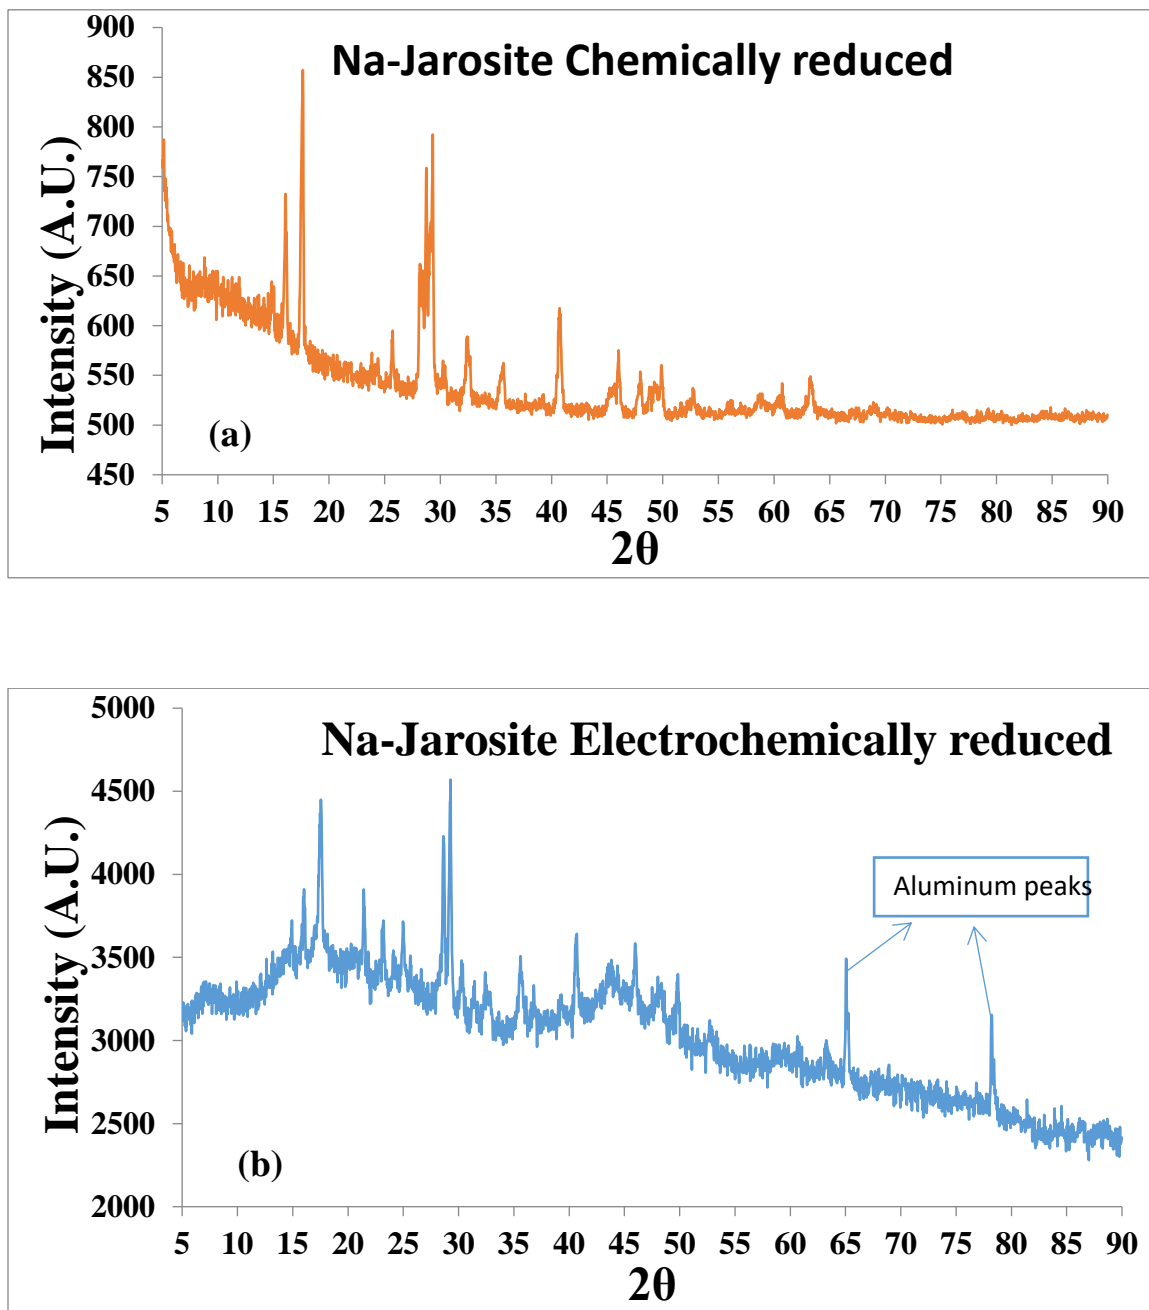 Na-Jarosite Chemically reduced
Intensity (A.U.)
900
850
800
750
700
650
600
550
500
450
(a)
5 10 15 20 25 30 35 40 45 50 55 60 65 70 75 80 85 90
2θ
Na-Jarosite Electrochemically reduced
Intensity (A.U.)
5000
4500
4000
3500
3000
2500
2000
Aluminum peaks
(b)
5 10 15 20 25 30 35 40 45 50 55 60 65 70 75 80 85 90
2θ